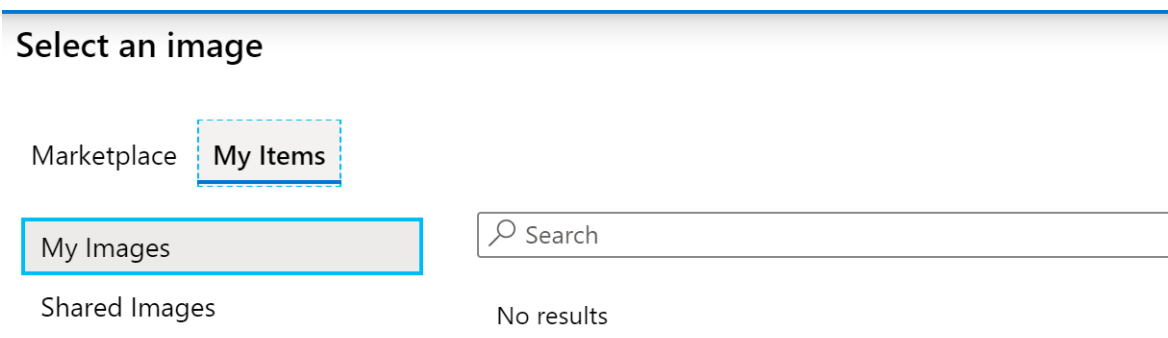 Select an image
Marketplace My Items
My Images
Search
Shared Images
No results